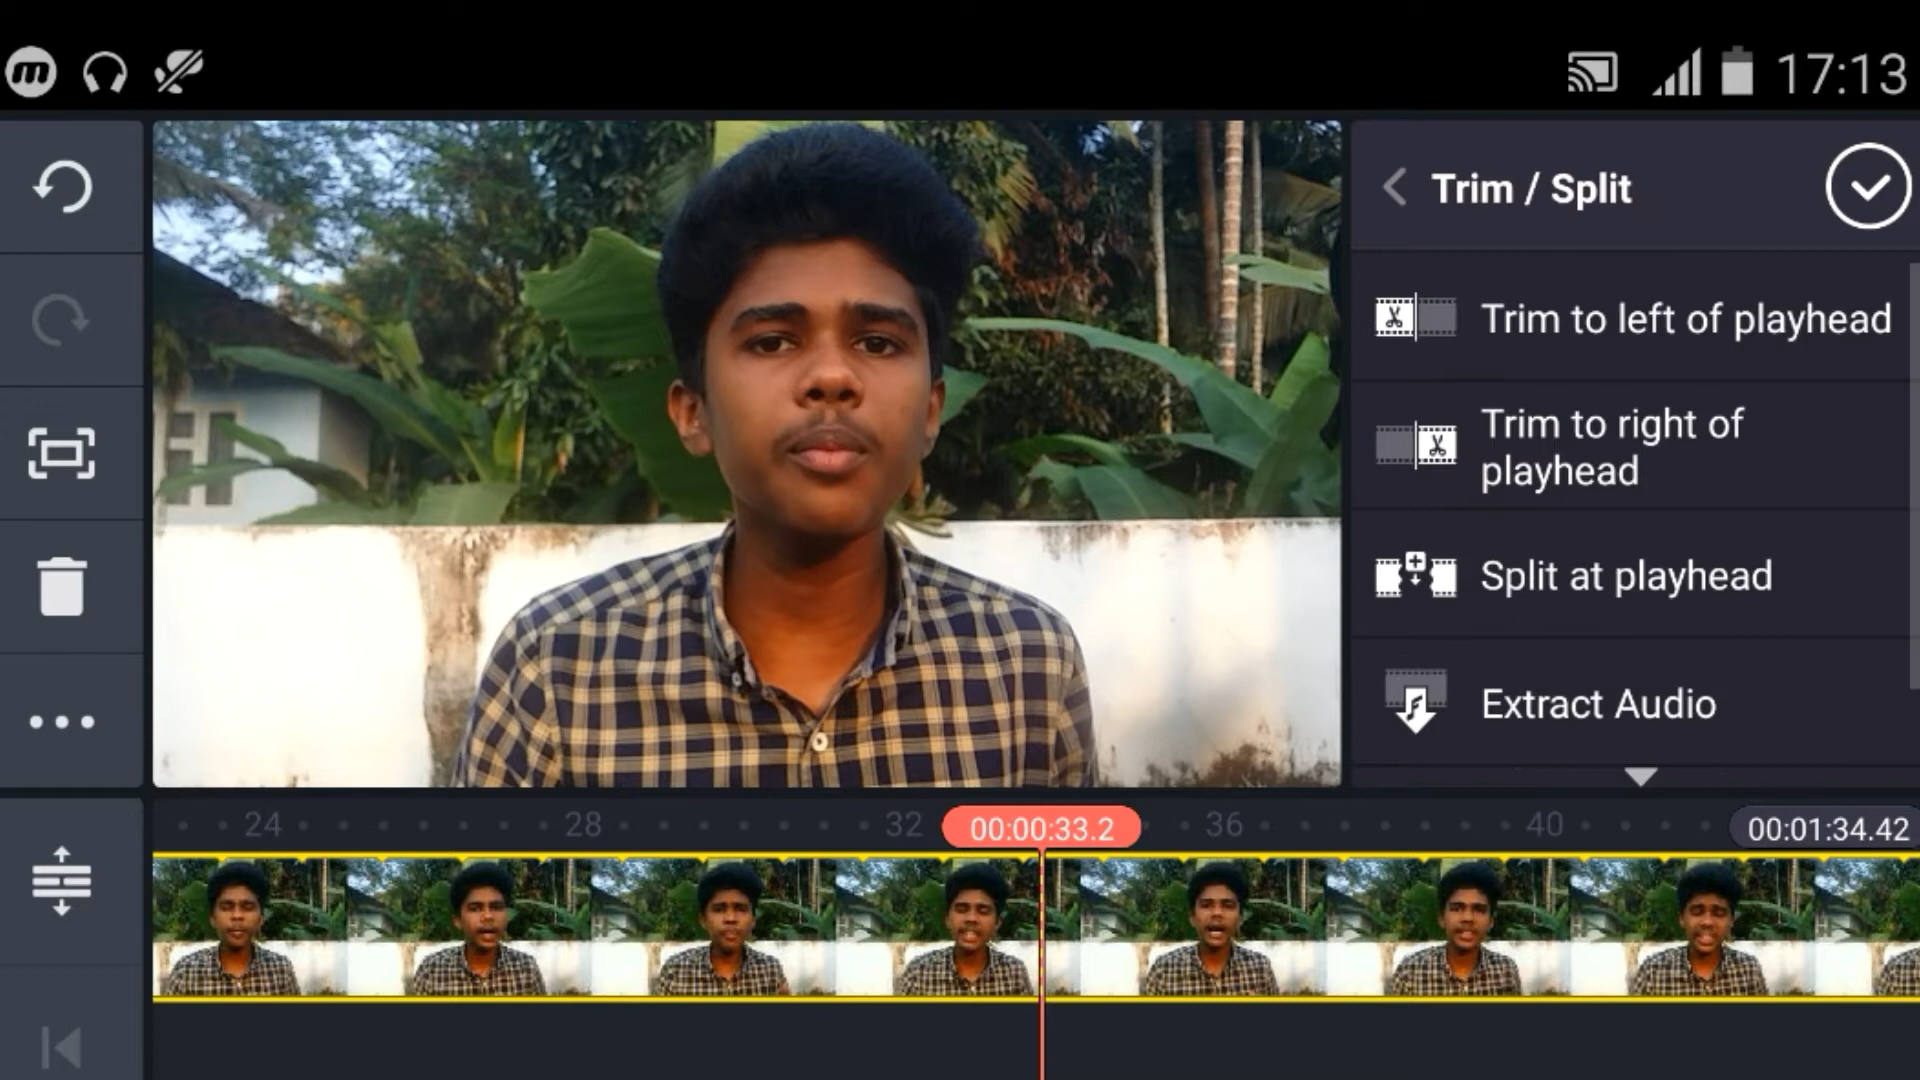 m
17:13
Trim / Split
Trim to left of playhead
Trim to right of
playhead
Split at playhead
Extract Audio
24
28
32
00:00:33.2
36
40
00:01:34.42